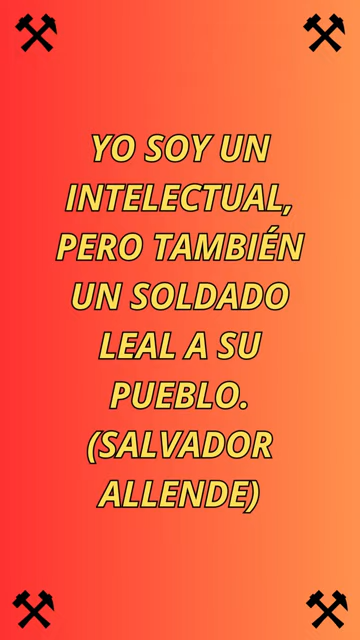 YO SOY UN
INTELECTUAL,
PERO TAMBIÉN
UN SOLDADO
LEAL A SU
PUEBLO.
(SALVADOR
ALLENDE)